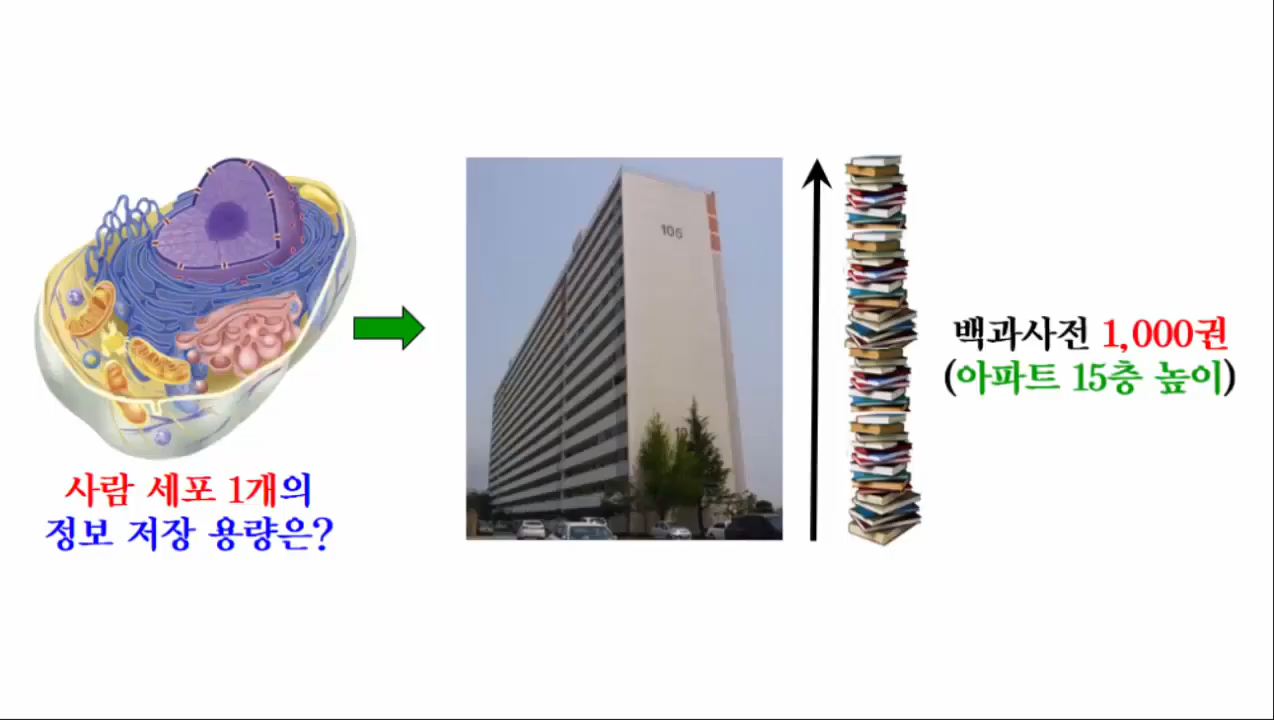 사람 세포 1개의
정보 저장 용량은?
106
백과사전 1,000권
(아파트 15층 높이)